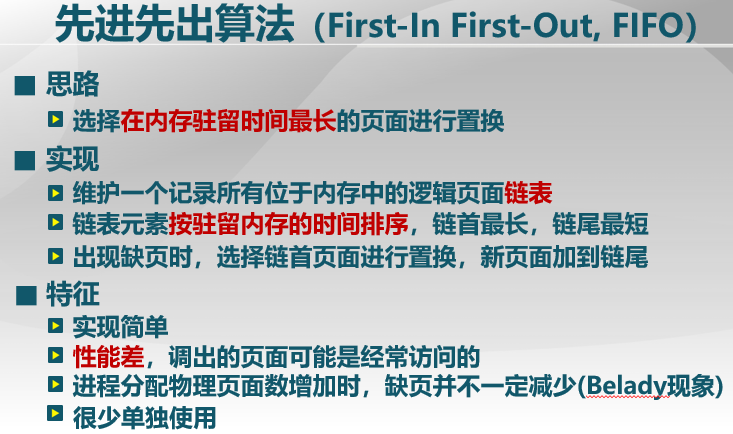 先进先出算法（First-In First-Out, FIFO）
思路
选择在内存驻留时间最长的页面进行置换
实现
维护一个记录所有位于内存中的逻辑页面链表
链表元素按驻留内存的时间排序，链首最长，链尾最短
出现缺页时，选择链首页面进行置换，新页面加到链尾
特征
实现简单
性能差，调出的页面可能是经常访问的
进程分配物理页面数增加时，缺页并不一定减少(Belady现象)
很少单独使用